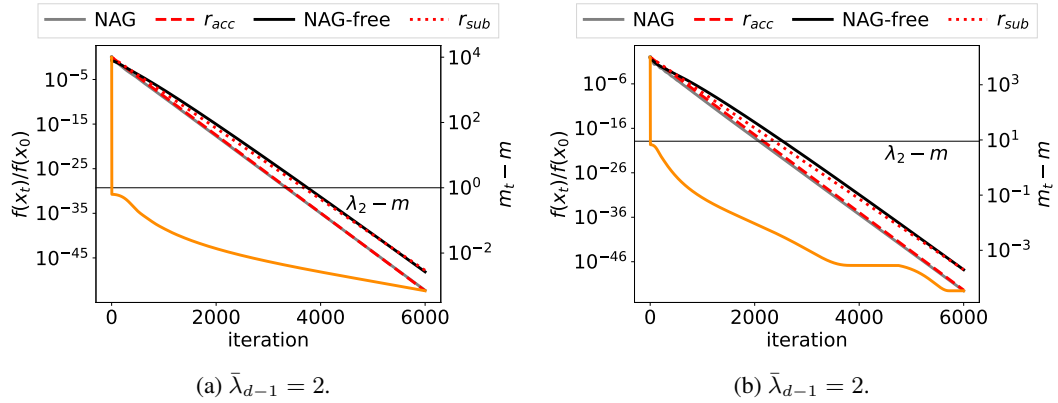 NAG r_acc NAG-free r_sub
10^−5
10^−15
10^−25
10^−35
10^−45
f(x_t)/f(x_0)
10^4
10^2
10^0
10^−2
m_t − m
λ_2 − m
0 2000 4000 6000
iteration
(a) λ̄_{d−1} = 2.
NAG r_acc NAG-free r_sub
10^−6
10^−16
10^−26
10^−36
10^−46
f(x_t)/f(x_0)
10^3
10^1
10^−1
10^−3
m_t − m
λ_2 − m
0 2000 4000 6000
iteration
(b) λ̄_{d−1} = 2.